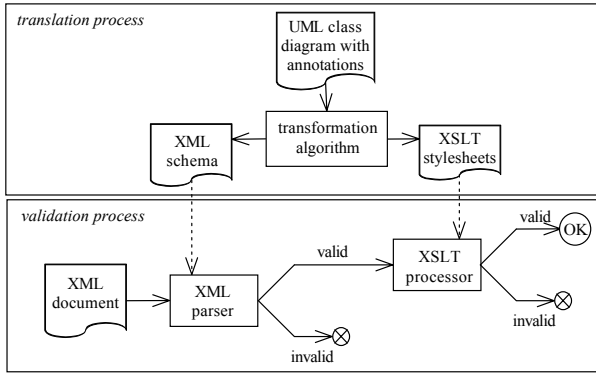 translation process
UML class
diagram with
annotations
transformation
algorithm
XML
schema
XSLT
stylesheets
validation process
valid
OK
XML
document
XML
parser
valid
XSLT
processor
invalid
invalid